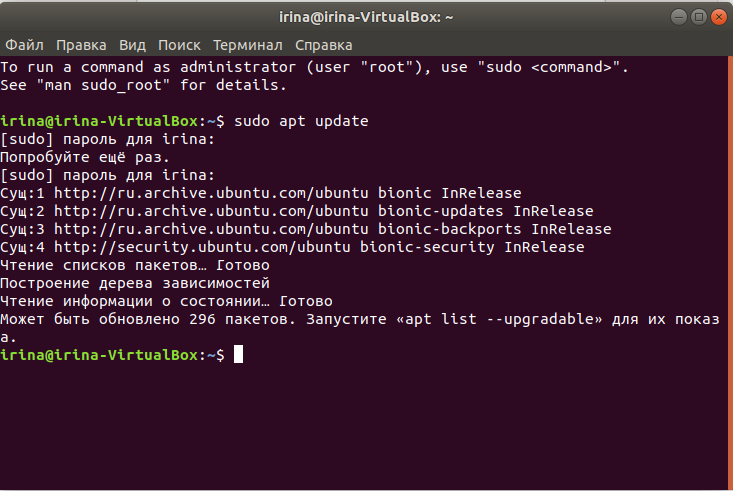 irina@irina-VirtualBox: ~
Файл Правка Вид Поиск Терминал Справка
To run a command as administrator (user "root"), use "sudo <command>".
See "man sudo_root" for details.
irina@irina-VirtualBox:~$ sudo apt update
[sudo] пароль для irina:
Попробуйте ещё раз.
[sudo] пароль для irina:
Сущ:1 http://ru.archive.ubuntu.com/ubuntu bionic InRelease
Сущ:2 http://ru.archive.ubuntu.com/ubuntu bionic-updates InRelease
Сущ:3 http://ru.archive.ubuntu.com/ubuntu bionic-backports InRelease
Сущ:4 http://security.ubuntu.com/ubuntu bionic-security InRelease
Чтение списков пакетов… Готово
Построение дерева зависимостей
Чтение информации о состоянии… Готово
Может быть обновлено 296 пакетов. Запустите «apt list --upgradable» для их показ
а.
irina@irina-VirtualBox:~$